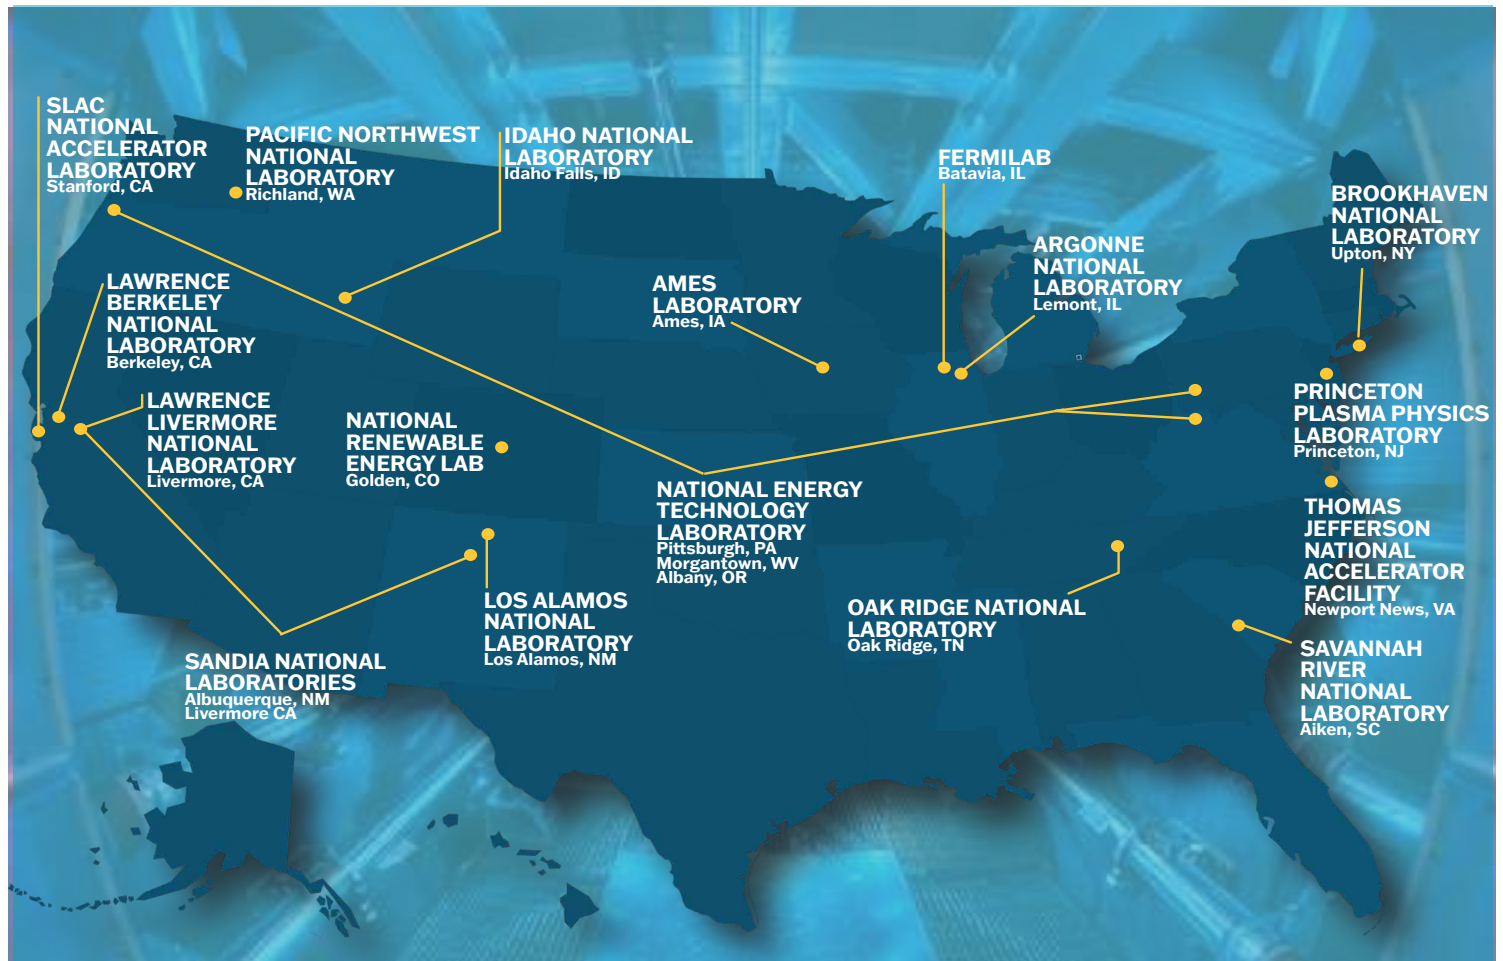 SLAC
NATIONAL
ACCELERATOR
LABORATORY
Stanford, CA
PACIFIC NORTHWEST
NATIONAL
LABORATORY
Richland, WA
IDAHO NATIONAL
LABORATORY
Idaho Falls, ID
FERMILAB
Batavia, IL
BROOKHAVEN
NATIONAL
LABORATORY
Upton, NY
ARGONNE
NATIONAL
LABORATORY
Lemont, IL
LAWRENCE
BERKELEY
NATIONAL
LABORATORY
Berkeley, CA
AMES
LABORATORY
Ames, IA
LAWRENCE
LIVERMORE
NATIONAL
LABORATORY
Livermore, CA
NATIONAL
RENEWABLE
ENERGY LAB
Golden, CO
PRINCETON
PLASMA PHYSICS
LABORATORY
Princeton, NJ
NATIONAL ENERGY
TECHNOLOGY
LABORATORY
Pittsburgh, PA
Morgantown, WV
Albany, OR
THOMAS
JEFFERSON
NATIONAL
ACCELERATOR
FACILITY
Newport News, VA
LOS ALAMOS
NATIONAL
LABORATORY
Los Alamos, NM
OAK RIDGE NATIONAL
LABORATORY
Oak Ridge, TN
SANDIA NATIONAL
LABORATORIES
Albuquerque, NM
Livermore CA
SAVANNAH
RIVER
NATIONAL
LABORATORY
Aiken, SC